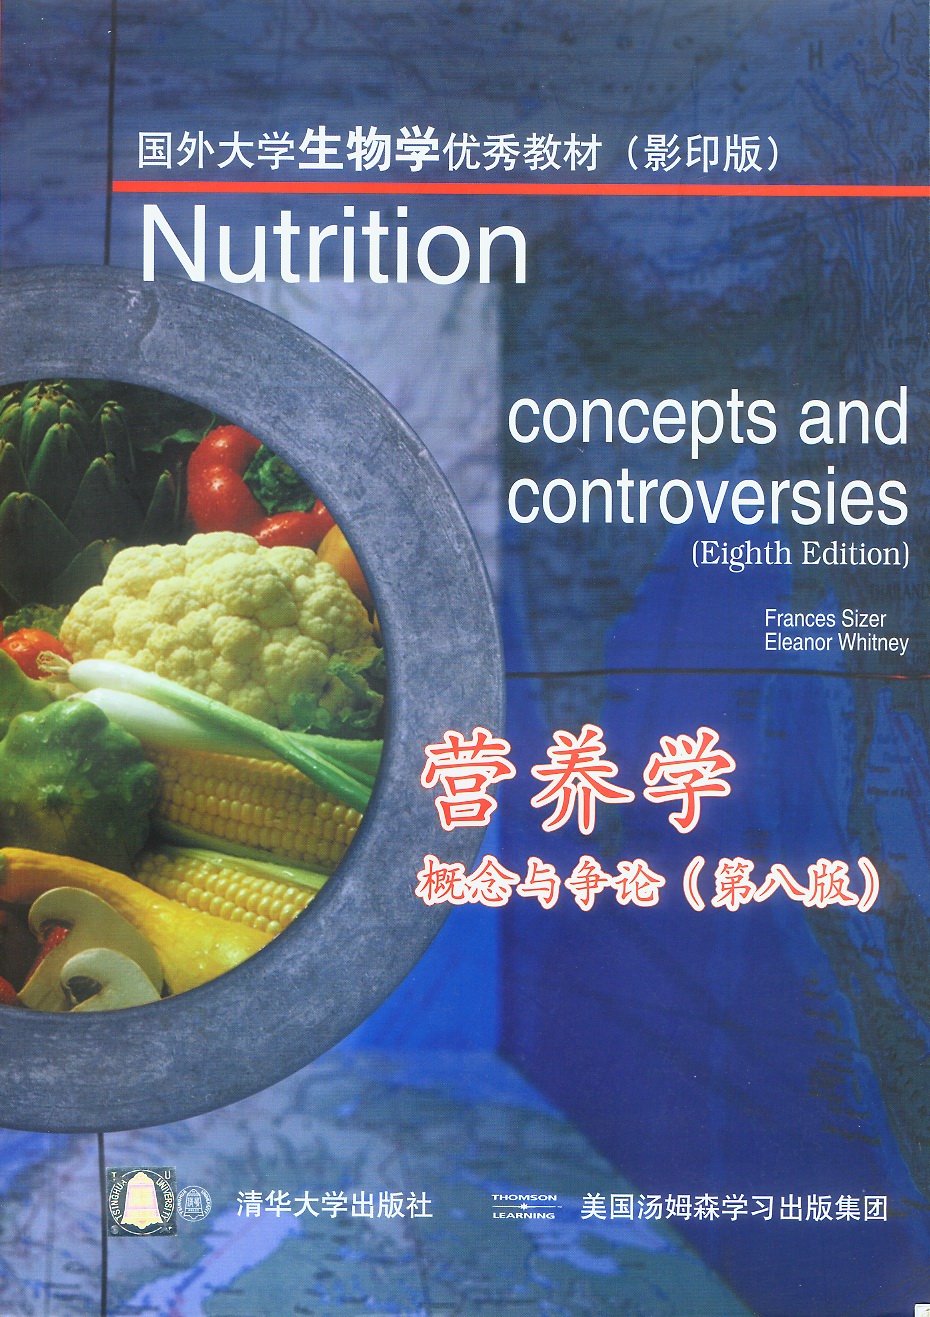 国外大学生物学优秀教材（影印版）
Nutrition
concepts and
controversies
(Eighth Edition)
Frances Sizer
Eleanor Whitney
营养学
概念与争论（第八版）
TSINGHUA UNIVERSITY
清华大学出版社
THOMSON
LEARNING
美国汤姆森学习出版集团